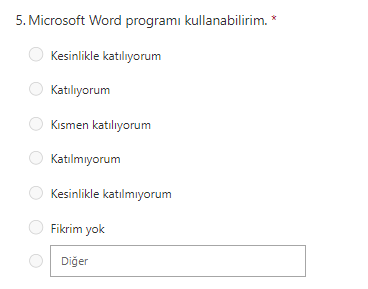 5. Microsoft Word programı kullanabilirim. *
Kesinlikle katılıyorum
Katılıyorum
Kısmen katılıyorum
Katılmıyorum
Kesinlikle katılmıyorum
Fikrim yok
Diğer